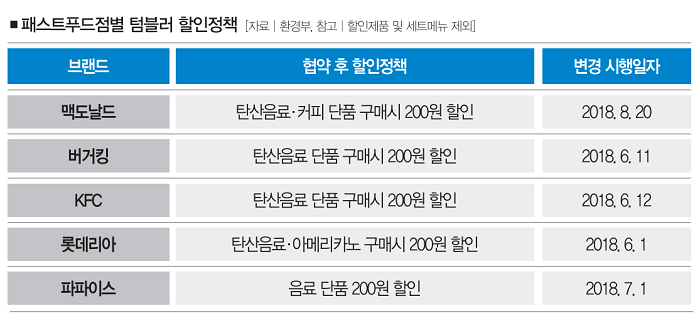 ■ 패스트푸드점별 텀블러 할인정책 [자료ㅣ환경부, 참고ㅣ할인제품 및 세트메뉴 제외]
브랜드 협약 후 할인정책 변경 시행일자
맥도날드 탄산음료·커피 단품 구매시 200원 할인 2018. 8. 20
버거킹 탄산음료 단품 구매시 200원 할인 2018. 6. 11
KFC 탄산음료 단품 구매시 200원 할인 2018. 6. 12
롯데리아 탄산음료·아메리카노 구매시 200원 할인 2018. 6. 1
파파이스 음료 단품 200원 할인 2018. 7. 1